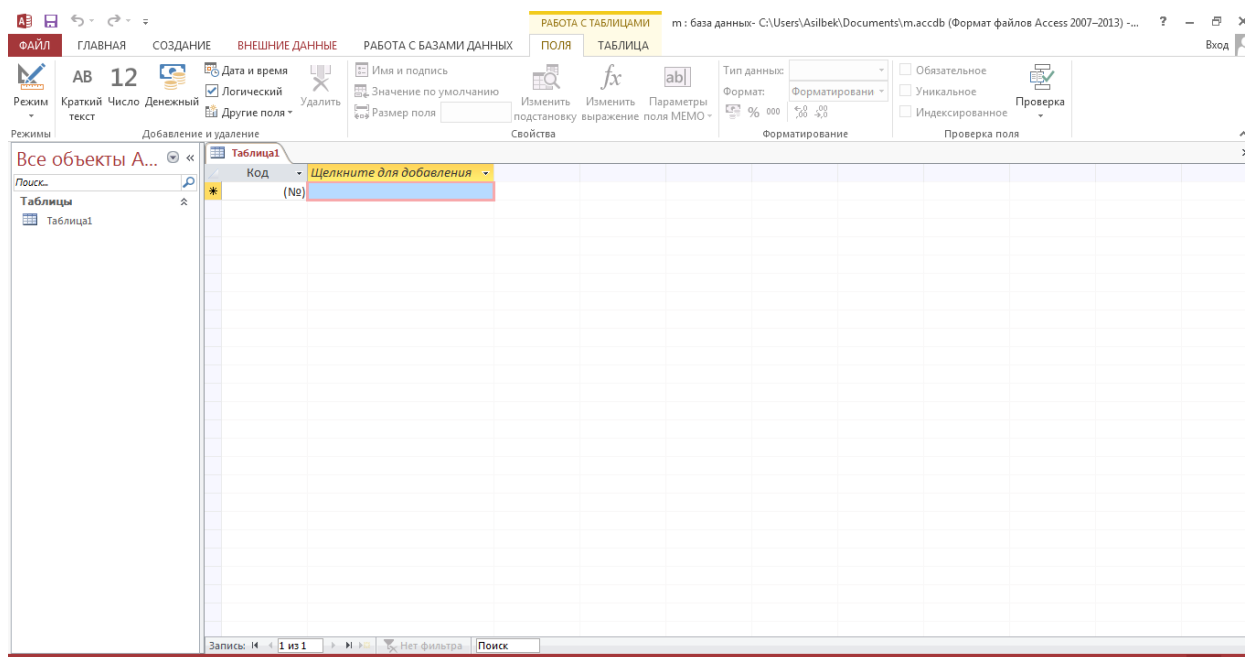 РАБОТА С ТАБЛИЦАМИ m : база данных- C:\Users\Asilbek\Documents\m.accdb (Формат файлов Access 2007–2013) -... ?
ФАЙЛ ГЛАВНАЯ СОЗДАНИЕ ВНЕШНИЕ ДАННЫЕ РАБОТА С БАЗАМИ ДАННЫХ ПОЛЯ ТАБЛИЦА Вход
Режим
AB Краткий текст
12 Число
Денежный
Дата и время
Логический
Другие поля
Удалить
Имя и подпись
Значение по умолчанию
Размер поля
Изменить подстановку
fx Изменить выражение
ab| Параметры поля MEMO
Тип данных:
Формат: Форматировани
% 000 ,00 ,00
Обязательное
Уникальное
Индексированное
Проверка
Режимы Добавление и удаление Свойства Форматирование Проверка поля
Все объекты A... «
Поиск...
Таблицы
Таблица1
Таблица1
Код Щелкните для добавления
(№)
Запись: 1 из 1 Нет фильтра Поиск